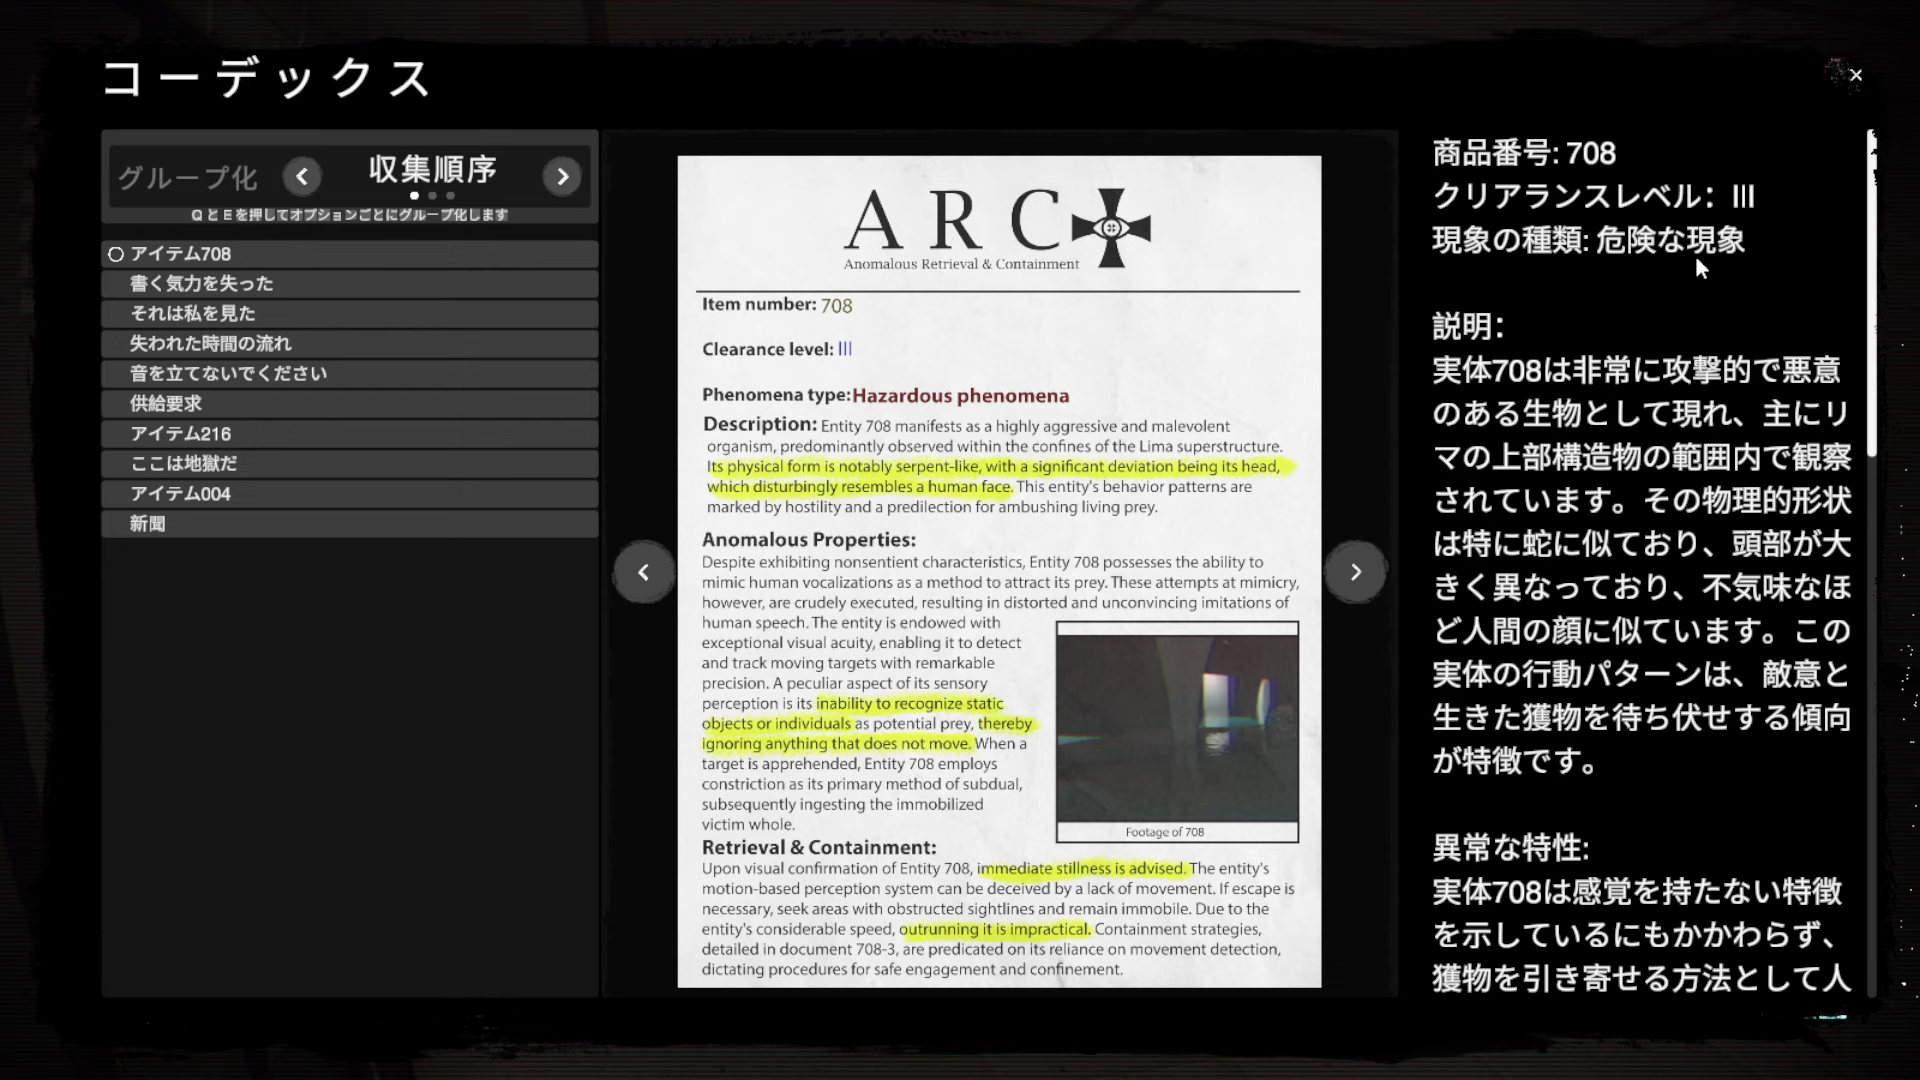 コーデックス
グループ化
収集順序
Q と E を押してオプションごとにグループ化します
アイテム708
書く気力を失った
それは私を見た
失われた時間の流れ
音を立てないでください
供給要求
アイテム216
ここは地獄だ
アイテム004
新聞
ARC
Anomalous Retrieval & Containment
Item number: 708
Clearance level: III
Phenomena type: Hazardous phenomena
Description: Entity 708 manifests as a highly aggressive and malevolent
organism, predominantly observed within the confines of the Lima superstructure.
Its physical form is notably serpent-like, with a significant deviation being its head,
which disturbingly resembles a human face. This entity's behavior patterns are
marked by hostility and a predilection for ambushing living prey.
Anomalous Properties:
Despite exhibiting nonsentient characteristics, Entity 708 possesses the ability to
mimic human vocalizations as a method to attract its prey. These attempts at mimicry,
however, are crudely executed, resulting in distorted and unconvincing imitations of
human speech. The entity is endowed with
exceptional visual acuity, enabling it to detect
and track moving targets with remarkable
precision. A peculiar aspect of its sensory
perception is its inability to recognize static
objects or individuals as potential prey, thereby
ignoring anything that does not move. When a
target is apprehended, Entity 708 employs
constriction as its primary method of subdual,
subsequently ingesting the immobilized
victim whole.
Footage of 708
Retrieval & Containment:
Upon visual confirmation of Entity 708, immediate stillness is advised. The entity's
motion-based perception system can be deceived by a lack of movement. If escape is
necessary, seek areas with obstructed sightlines and remain immobile. Due to the
entity's considerable speed, outrunning it is impractical. Containment strategies,
detailed in document 708-3, are predicated on its reliance on movement detection,
dictating procedures for safe engagement and confinement.
商品番号: 708
クリアランスレベル： III
現象の種類: 危険な現象
説明：
実体708は非常に攻撃的で悪意
のある生物として現れ、主にリ
マの上部構造物の範囲内で観察
されています。その物理的形状
は特に蛇に似ており、頭部が大
きく異なっており、不気味なほ
ど人間の顔に似ています。この
実体の行動パターンは、敵意と
生きた獲物を待ち伏せする傾向
が特徴です。
異常な特性:
実体708は感覚を持たない特徴
を示しているにもかかわらず、
獲物を引き寄せる方法として人